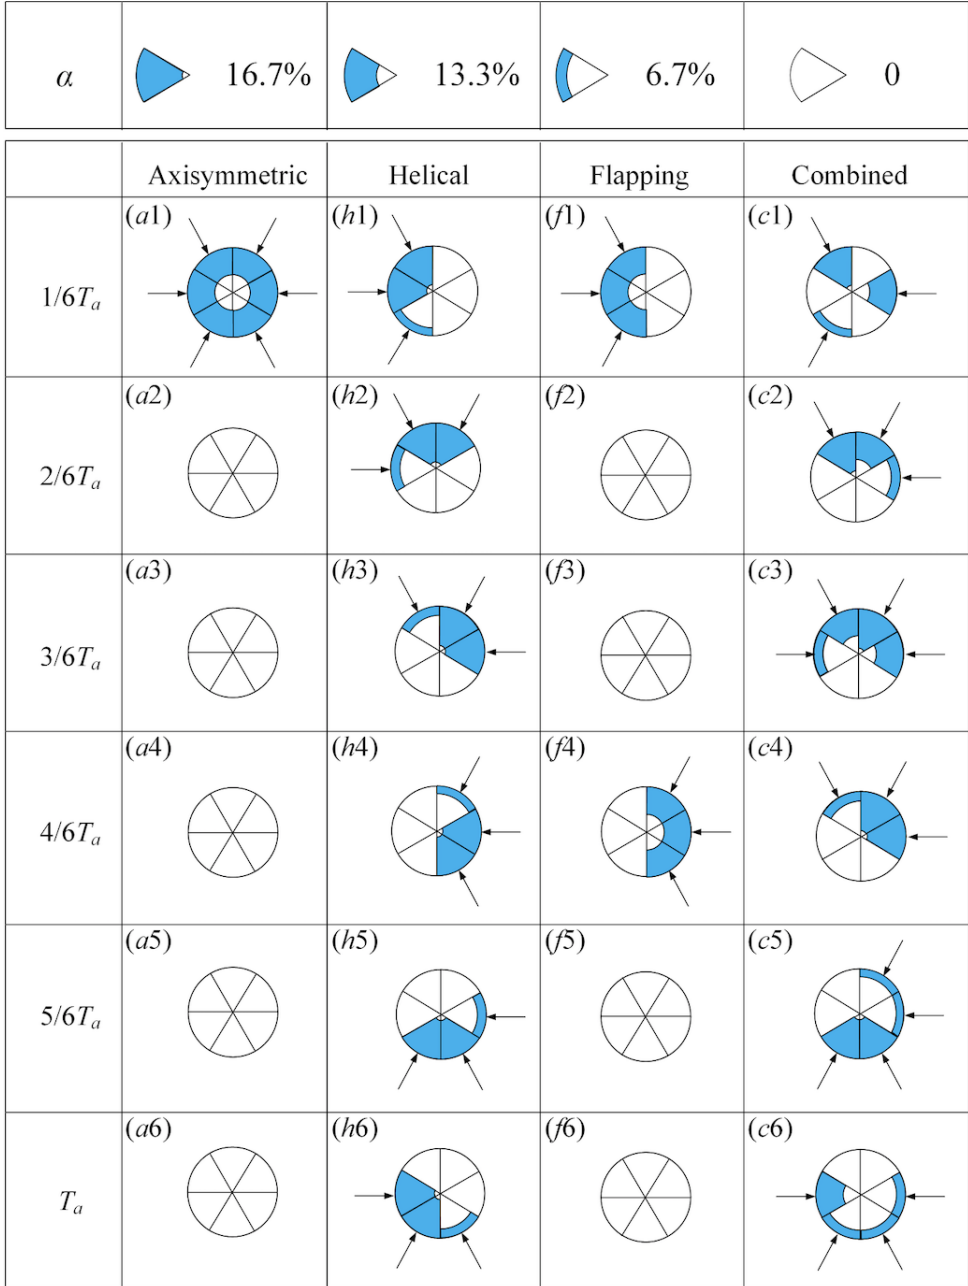 α 16.7% 13.3% 6.7% 0
Axisymmetric Helical Flapping Combined
(a1) (h1) (f1) (c1)
1/6Ta
(a2) (h2) (f2) (c2)
2/6Ta
(a3) (h3) (f3) (c3)
3/6Ta
(a4) (h4) (f4) (c4)
4/6Ta
(a5) (h5) (f5) (c5)
5/6Ta
(a6) (h6) (f6) (c6)
Ta